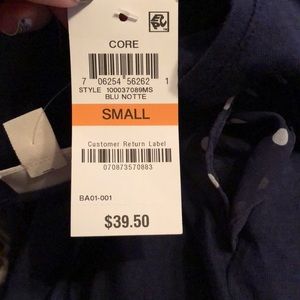 CORE
7 06254 56262 1
STYLE 100037089MS
BLU NOTTE
SMALL
Customer Return Label
070873570883
BA01-001
$39.50